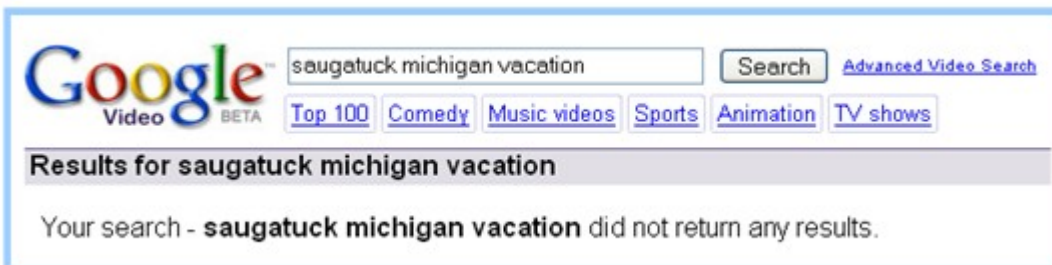 Google™ saugatuck michigan vacation Search Advanced Video Search
Video BETA Top 100 Comedy Music videos Sports Animation TV shows
Results for saugatuck michigan vacation
Your search - saugatuck michigan vacation did not return any results.